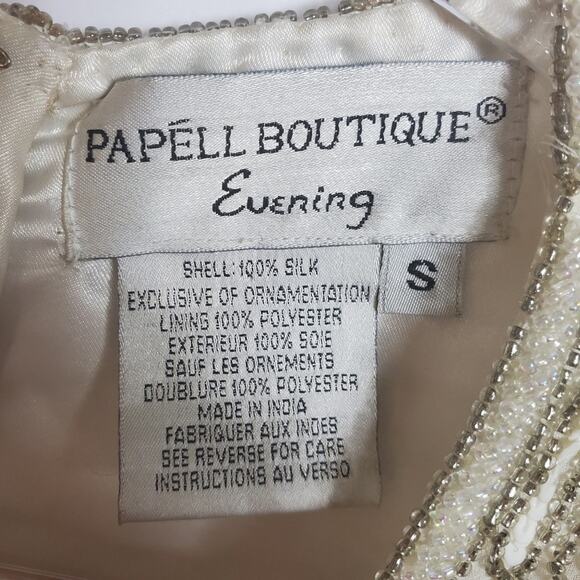 PAPÉLL BOUTIQUE®
Evening
S
SHELL: 100% SILK
EXCLUSIVE OF ORNAMENTATION
LINING 100% POLYESTER
EXTERIEUR 100% SOIE
SAUF LES ORNEMENTS
DOUBLURE 100% POLYESTER
MADE IN INDIA
FABRIQUER AUX INDES
SEE REVERSE FOR CARE
INSTRUCTIONS AU VERSO